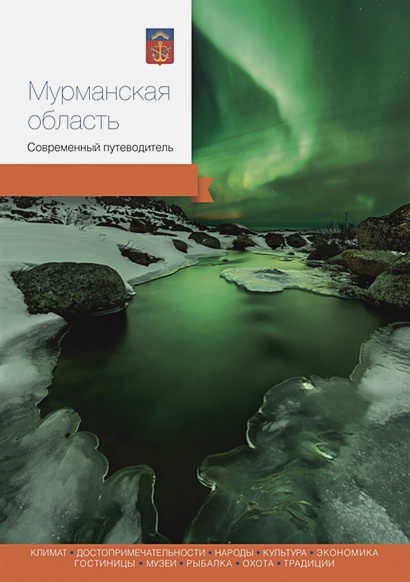 Мурманская
область
Современный путеводитель
КЛИМАТ • ДОСТОПРИМЕЧАТЕЛЬНОСТИ • НАРОДЫ • КУЛЬТУРА • ЭКОНОМИКА
ГОСТИНИЦЫ • МУЗЕИ • РЫБАЛКА • ОХОТА • ТРАДИЦИИ